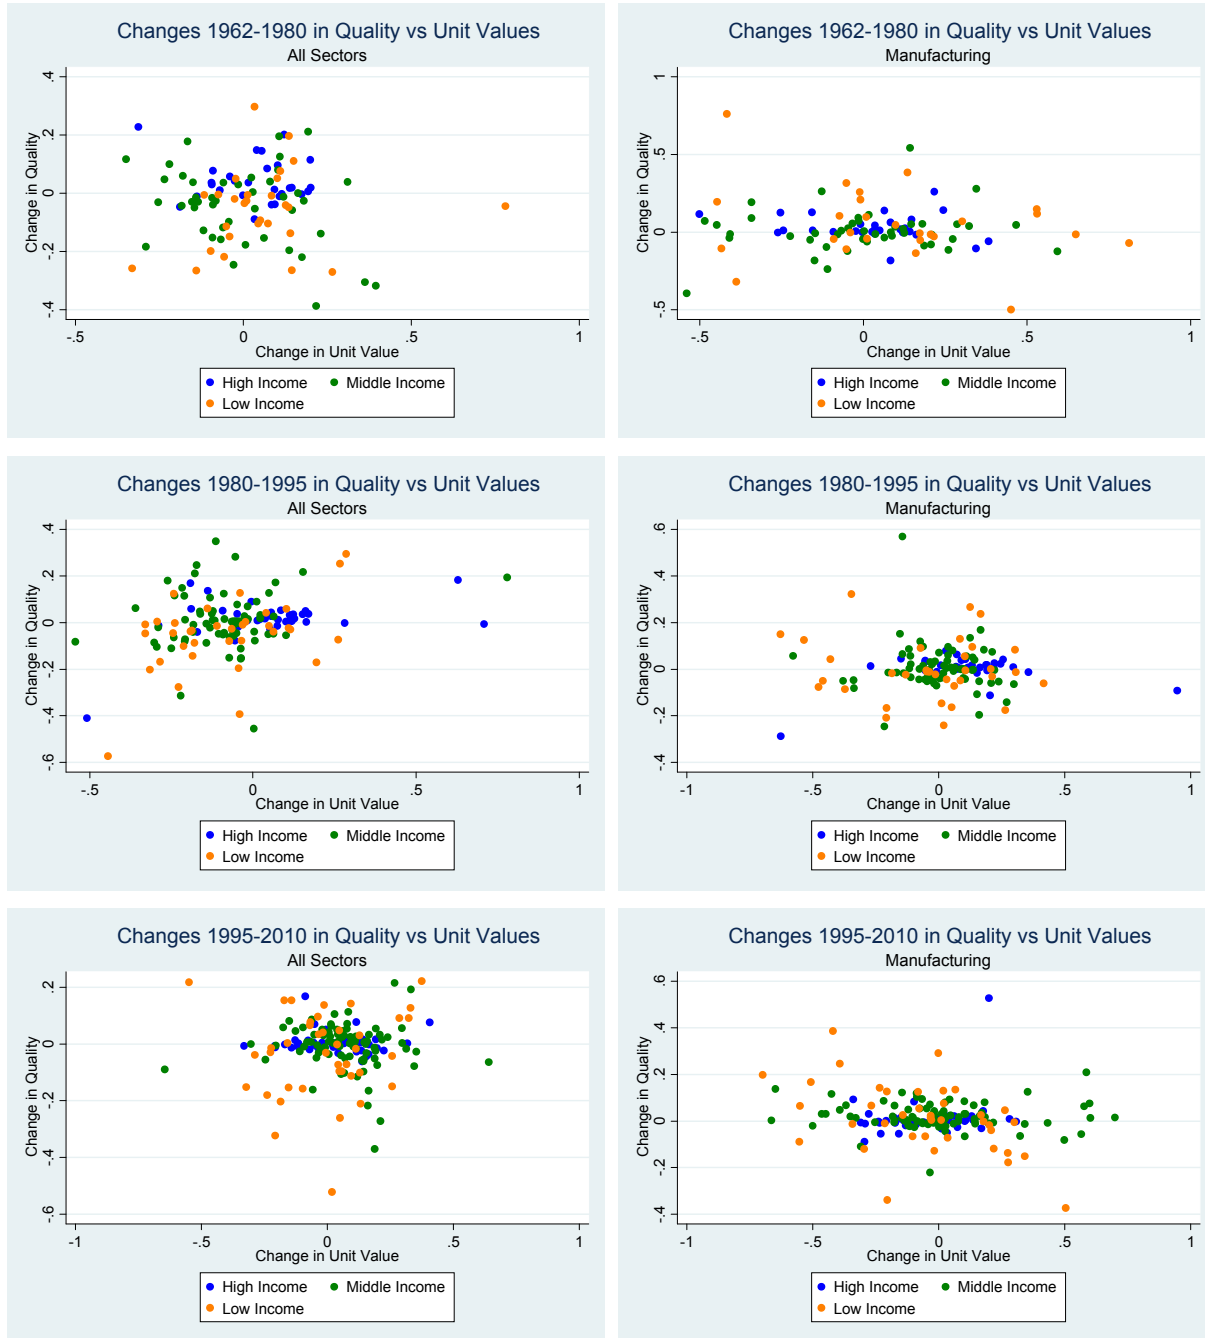 Changes 1962-1980 in Quality vs Unit Values
All Sectors
Change in Quality
.4
.2
0
-.2
-.4
-.5
0
.5
1
Change in Unit Value
High Income
Middle Income
Low Income
Changes 1962-1980 in Quality vs Unit Values
Manufacturing
Change in Quality
1
.5
0
-.5
-.5
0
.5
1
Change in Unit Value
High Income
Middle Income
Low Income
Changes 1980-1995 in Quality vs Unit Values
All Sectors
Change in Quality
.4
.2
0
-.2
-.4
-.6
-.5
0
.5
1
Change in Unit Value
High Income
Middle Income
Low Income
Changes 1980-1995 in Quality vs Unit Values
Manufacturing
Change in Quality
.6
.4
.2
0
-.2
-.4
-1
-.5
0
.5
1
Change in Unit Value
High Income
Middle Income
Low Income
Changes 1995-2010 in Quality vs Unit Values
All Sectors
Change in Quality
.2
0
-.2
-.4
-.6
-1
-.5
0
.5
1
Change in Unit Value
High Income
Middle Income
Low Income
Changes 1995-2010 in Quality vs Unit Values
Manufacturing
Change in Quality
.6
.4
.2
0
-.2
-.4
-1
-.5
0
.5
1
Change in Unit Value
High Income
Middle Income
Low Income